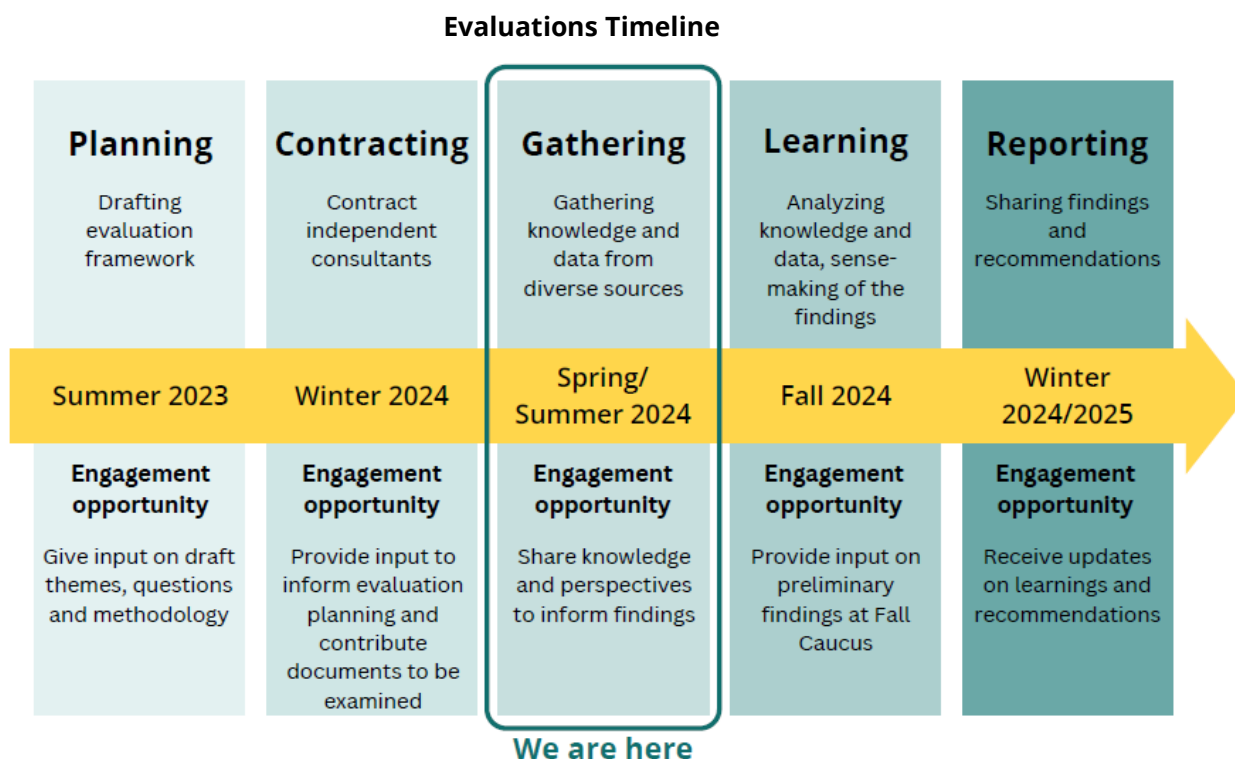 Evaluations Timeline
Planning
Drafting
evaluation
framework
Summer 2023
Engagement
opportunity
Give input on draft
themes, questions
and methodology
Contracting
Contract
independent
consultants
Winter 2024
Engagement
opportunity
Provide input to
inform evaluation
planning and
contribute
documents to be
examined
Gathering
Gathering
knowledge and
data from
diverse sources
Spring/
Summer 2024
Engagement
opportunity
Share knowledge
and perspectives
to inform findings
We are here
Learning
Analyzing
knowledge and
data, sense-
making of the
findings
Fall 2024
Engagement
opportunity
Provide input on
preliminary
findings at Fall
Caucus
Reporting
Sharing findings
and
recommendations
Winter
2024/2025
Engagement
opportunity
Receive updates
on learnings and
recommendations